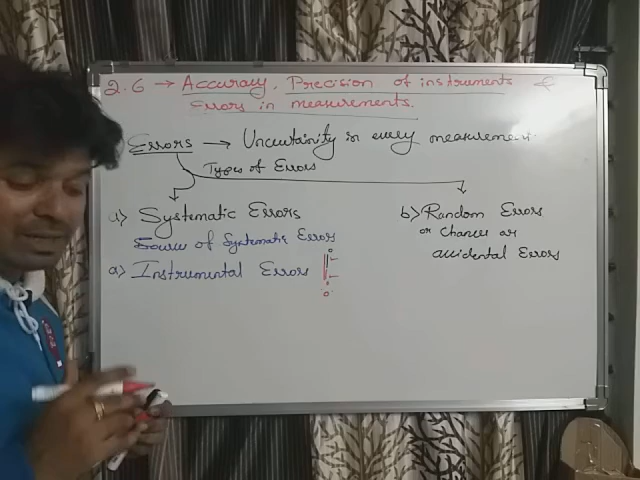 2.6 → Accuracy, Precision of instruments &
Errors in measurements.
Errors → Uncertainity in every measurement.
Types of Errors
a) Systematic Errors
Source of Systematic Errors
a) Instrumental Errors
b) Random Errors
or Chances or
accidental Errors